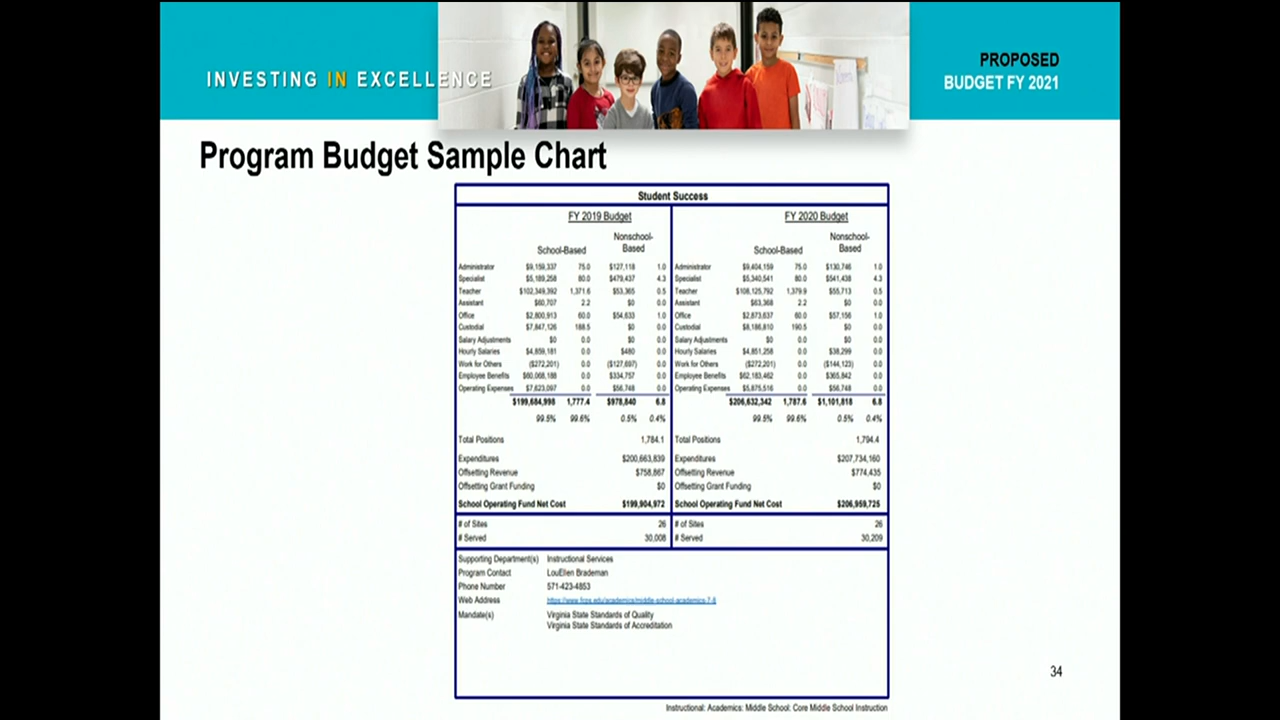 INVESTING IN EXCELLENCE
PROPOSED
BUDGET FY 2021
Program Budget Sample Chart
Student Success
FY 2019 Budget FY 2020 Budget
School-Based Nonschool-Based School-Based Nonschool-Based
Administrator $9,159,337 75.0 $127,118 1.0 Administrator $9,404,159 75.0 $130,746 1.0
Specialist $5,189,258 80.0 $479,437 4.3 Specialist $5,340,541 80.0 $541,438 4.3
Teacher $102,349,392 1,371.6 $53,365 0.5 Teacher $108,125,792 1,379.9 $55,713 0.5
Assistant $60,707 2.2 $0 0.0 Assistant $63,368 2.2 $0 0.0
Office $2,800,913 60.0 $54,633 1.0 Office $2,873,637 60.0 $57,156 1.0
Custodial $7,847,126 188.5 $0 0.0 Custodial $8,186,810 190.5 $0 0.0
Salary Adjustments $0 0.0 $0 0.0 Salary Adjustments $0 0.0 $0 0.0
Hourly Salaries $4,859,181 0.0 $480 0.0 Hourly Salaries $4,851,258 0.0 $38,299 0.0
Work for Others ($272,201) 0.0 ($127,697) 0.0 Work for Others ($272,201) 0.0 ($144,123) 0.0
Employee Benefits $60,068,188 0.0 $334,757 0.0 Employee Benefits $62,183,462 0.0 $365,842 0.0
Operating Expenses $7,623,097 0.0 $56,748 0.0 Operating Expenses $5,875,516 0.0 $56,748 0.0
$199,684,998 1,777.4 $978,840 6.8 $206,632,342 1,787.6 $1,101,818 6.8
99.5% 99.6% 0.5% 0.4% 99.5% 99.6% 0.5% 0.4%
Total Positions 1,784.1 Total Positions 1,794.4
Expenditures $200,663,839 Expenditures $207,734,160
Offsetting Revenue $758,867 Offsetting Revenue $774,435
Offsetting Grant Funding $0 Offsetting Grant Funding $0
School Operating Fund Net Cost $199,904,972 School Operating Fund Net Cost $206,959,725
# of Sites 26 # of Sites 26
# Served 30,008 # Served 30,209
Supporting Department(s) Instructional Services
Program Contact LouEllen Brademan
Phone Number 571-423-4853
Web Address https://www.fcps.edu/academics/middle-school-academics-7-8
Mandate(s) Virginia State Standards of Quality
Virginia State Standards of Accreditation
34
Instructional: Academics: Middle School: Core Middle School Instruction